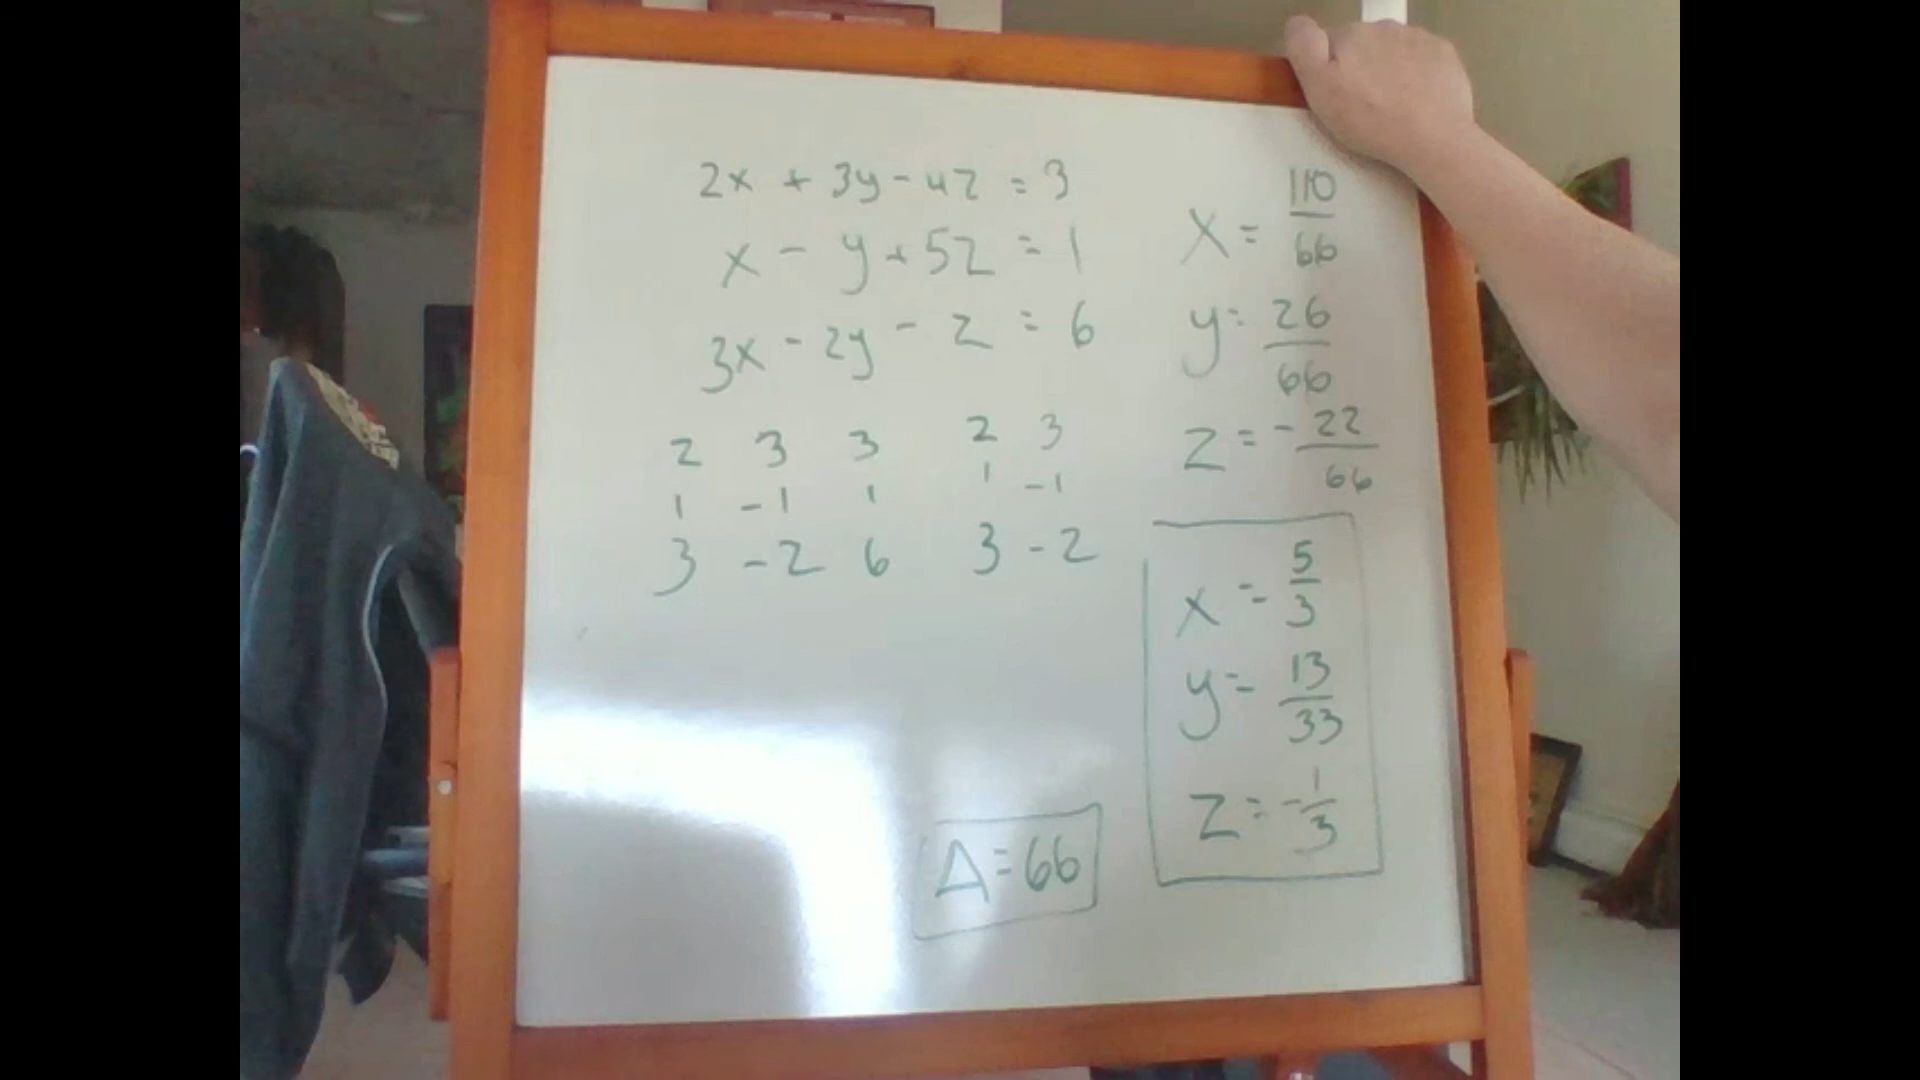 2x + 3y - 4z = 3
x - y + 5z = 1
3x - 2y - z = 6
2 3 3 2 3
1 -1 1 1 -1
3 -2 6 3 -2
Δ = 66
x = 110/66
y = 26/66
z = -22/66
x = 5/3
y = 13/33
z = -1/3